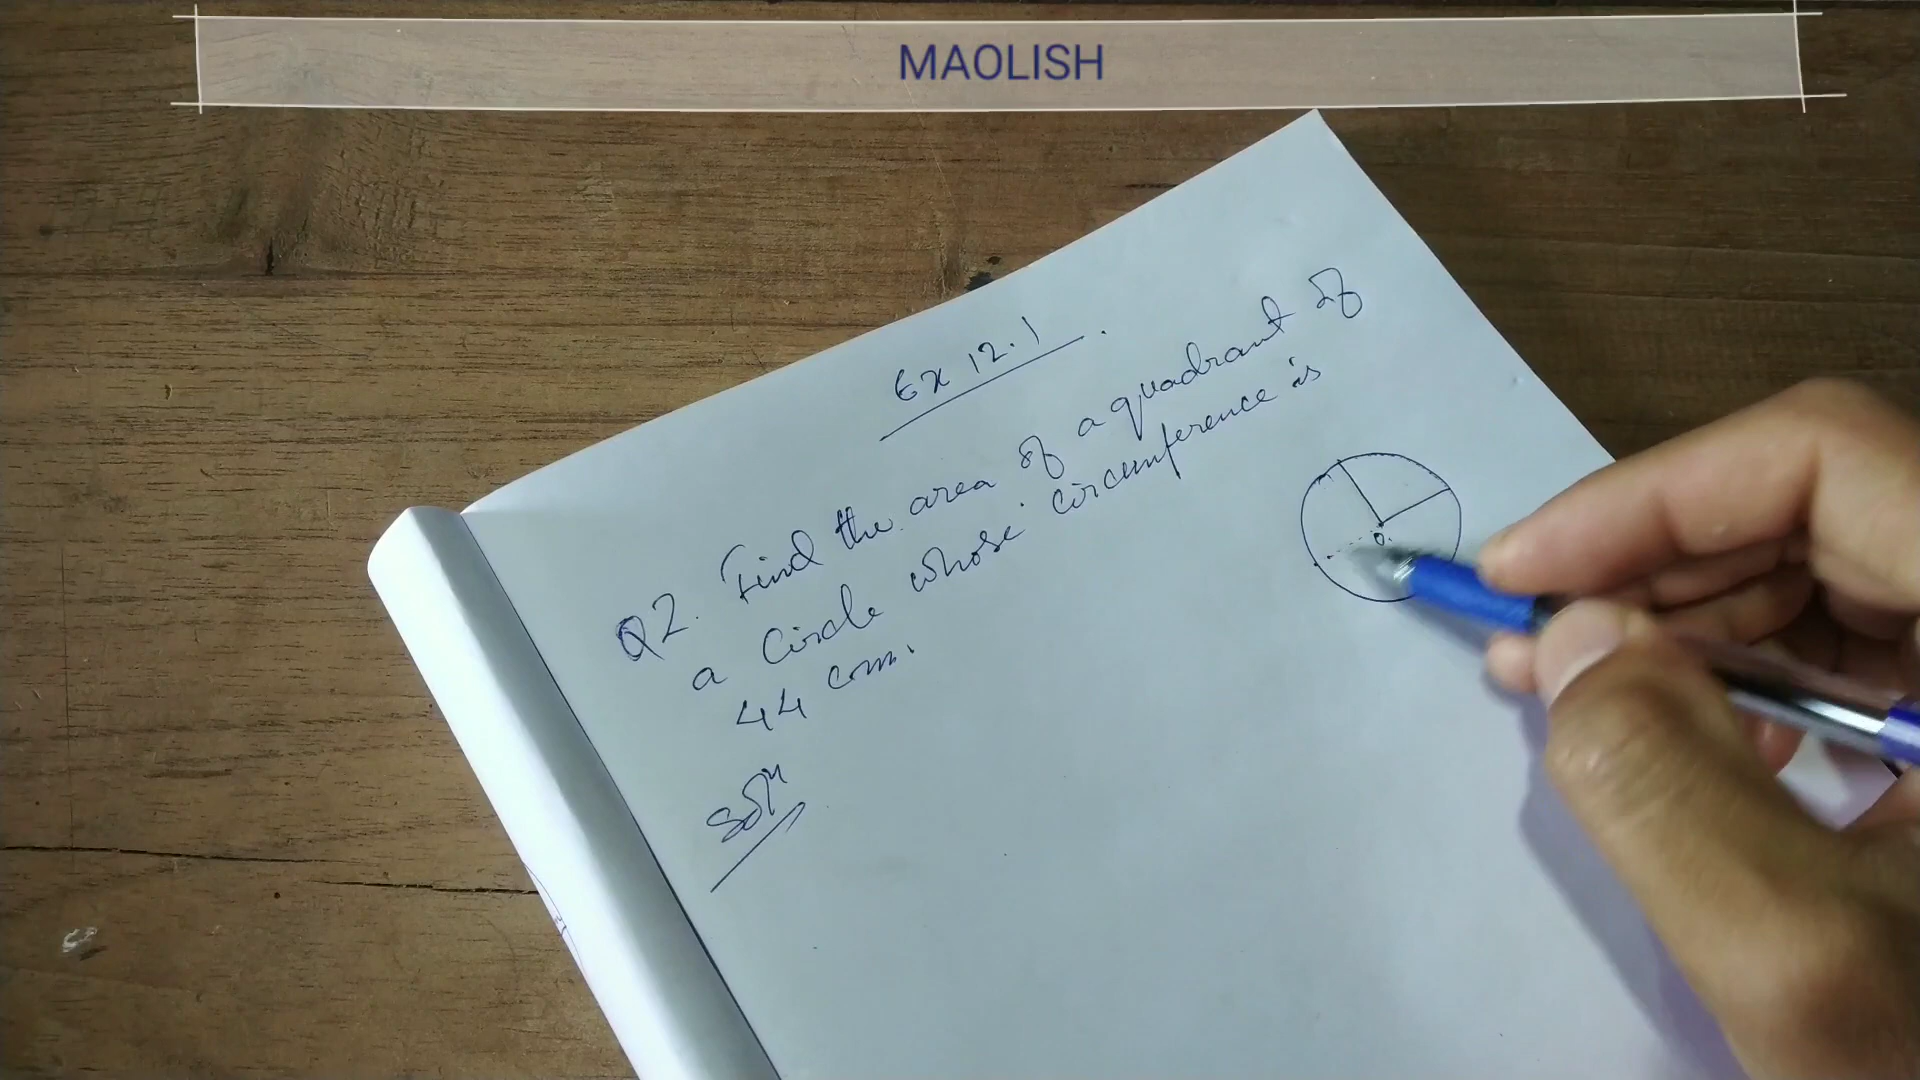 MAOLISH
Ex 12.1
Q2. Find the area of a quadrant of
a Circle whose circumference is
44 cm.
Solⁿ
O